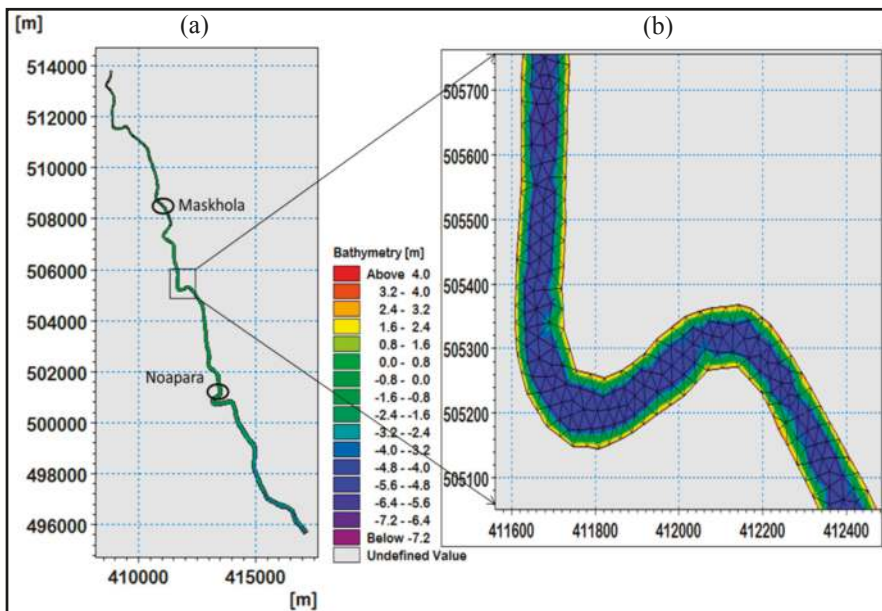 (a)
[m]
514000
512000
510000
508000
506000
504000
502000
500000
498000
496000
Maskhola
Noapara
410000 415000
[m]
Bathymetry [m]
Above 4.0
3.2 - 4.0
2.4 - 3.2
1.6 - 2.4
0.8 - 1.6
0.0 - 0.8
-0.8 - 0.0
-1.6 - -0.8
-2.4 - -1.6
-3.2 - -2.4
-4.0 - -3.2
-4.8 - -4.0
-5.6 - -4.8
-6.4 - -5.6
-7.2 - -6.4
Below -7.2
Undefined Value
(b)
505700
505600
505500
505400
505300
505200
505100
411600 411800 412000 412200 412400